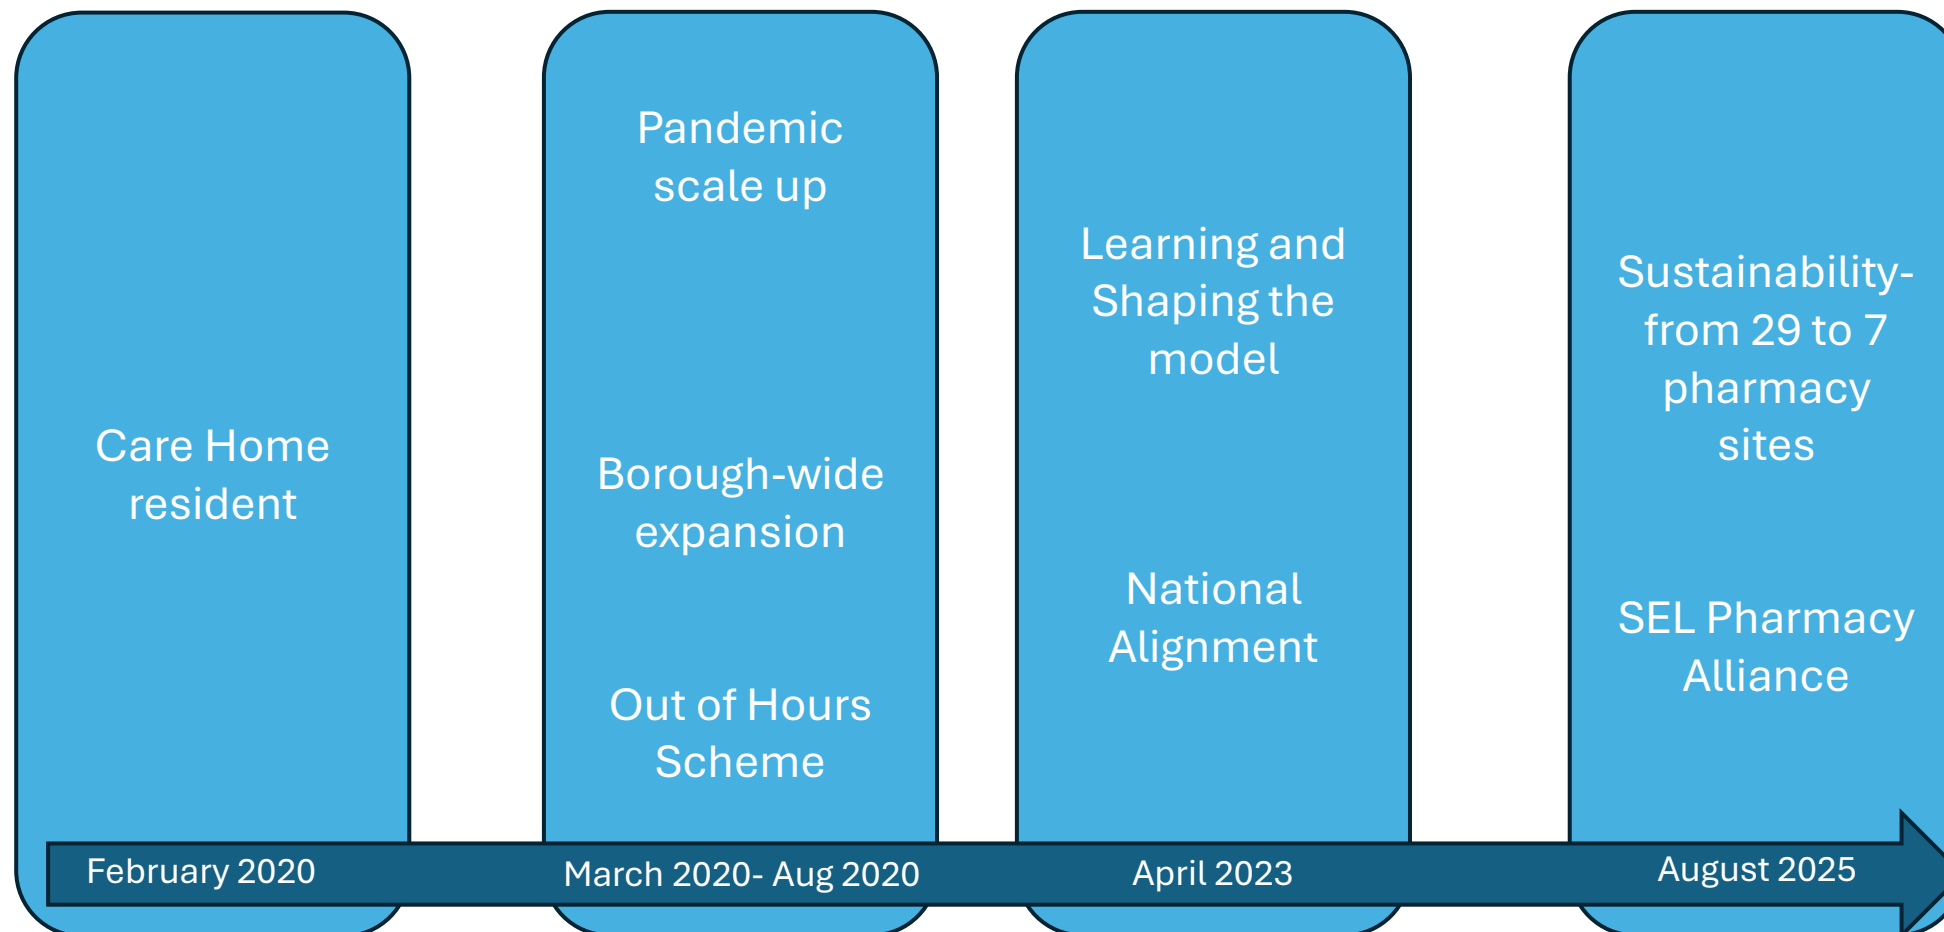 Care Home
resident
Pandemic
scale up
Borough-wide
expansion
Out of Hours
Scheme
Learning and
Shaping the
model
National
Alignment
Sustainability-
from 29 to 7
pharmacy
sites
SEL Pharmacy
Alliance
February 2020
March 2020- Aug 2020
April 2023
August 2025